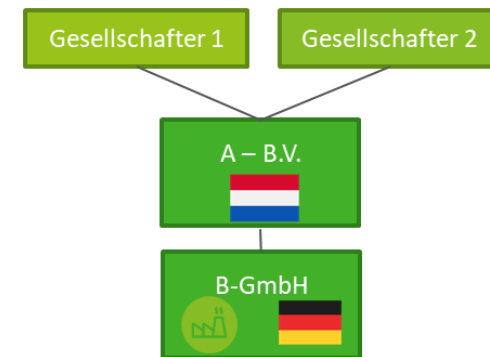 Gesellschafter 1
Gesellschafter 2
A – B.V.
B-GmbH